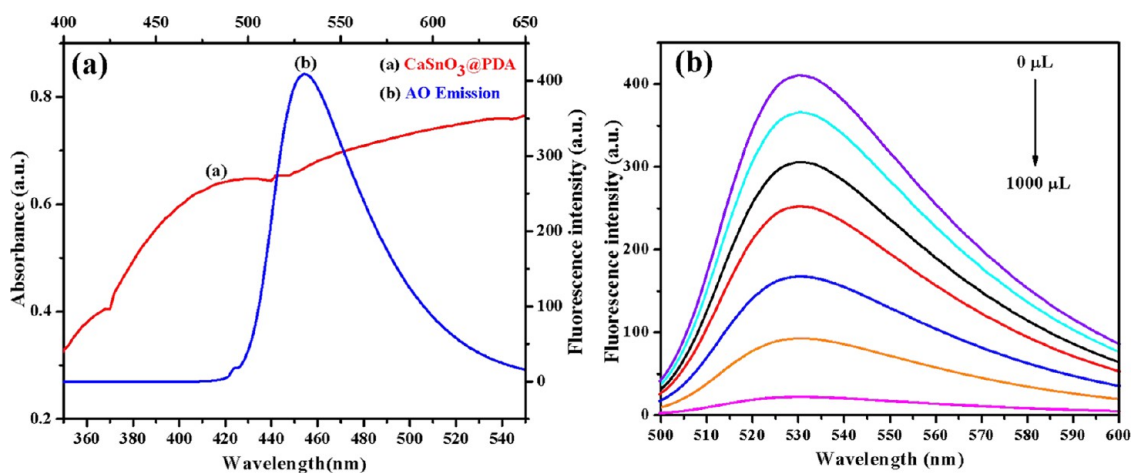 400 450 500 550 600 650
(a)
(b)
(a) CaSnO3@PDA
(b) AO Emission
(a)
Absorbance (a.u.)
0.8
0.6
0.4
0.2
400
300
200
100
0
Fluorescence intensity (a.u.)
360 380 400 420 440 460 480 500 520 540
Wavelength(nm)
(b)
0 µL
1000 µL
Fluorescence intensity (a.u.)
400
300
200
100
0
500 510 520 530 540 550 560 570 580 590 600
Wavelength (nm)